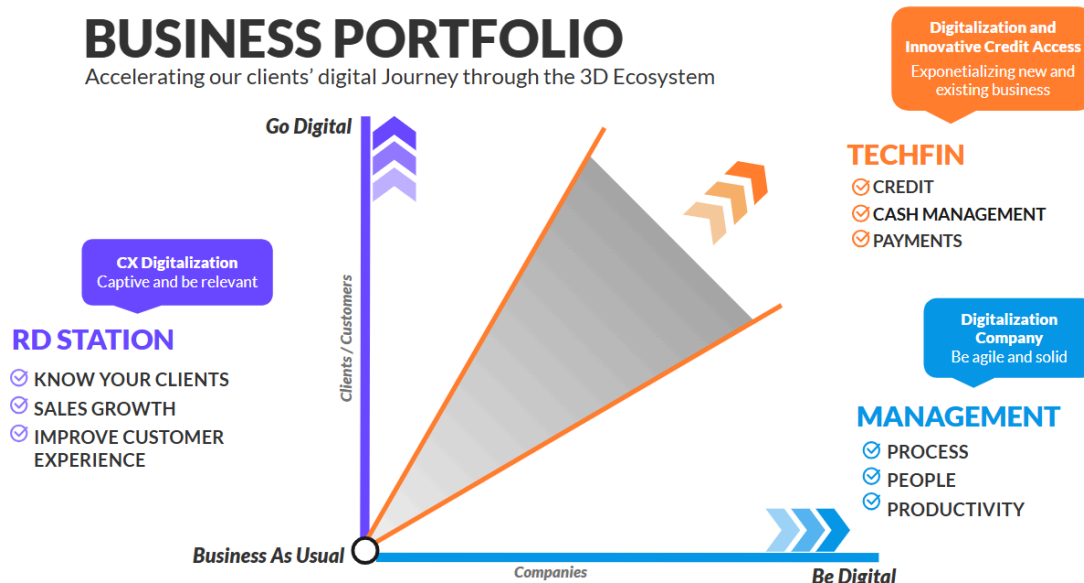 BUSINESS PORTFOLIO
Accelerating our clients' digital Journey through the 3D Ecosystem
Digitalization and
Innovative Credit Access
Exponetializing new and
existing business
Go Digital
TECHFIN
CREDIT
CASH MANAGEMENT
PAYMENTS
CX Digitalization
Captive and be relevant
Clients / Customers
RD STATION
KNOW YOUR CLIENTS
SALES GROWTH
IMPROVE CUSTOMER
EXPERIENCE
Digitalization
Company
Be agile and solid
MANAGEMENT
PROCESS
PEOPLE
PRODUCTIVITY
Business As Usual
Companies
Be Digital